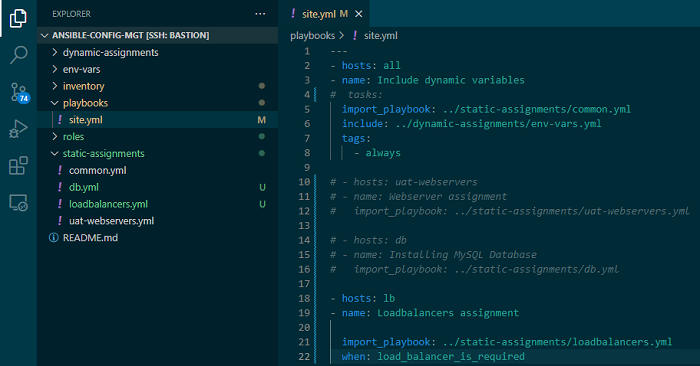 EXPLORER
···
ANSIBLE-CONFIG-MGT [SSH: BASTION]
> dynamic-assignments
> env-vars
> inventory
playbooks
! site.yml M
> roles
static-assignments
! common.yml
! db.yml U
! loadbalancers.yml U
! uat-webservers.yml
README.md
74
! site.yml M ×
playbooks > ! site.yml
1 ---
2 - hosts: all
3 - name: Include dynamic variables
4 #  tasks:
5   import_playbook: ../static-assignments/common.yml
6   include: ../dynamic-assignments/env-vars.yml
7   tags:
8     - always
9
10 # - hosts: uat-webservers
11 # - name: Webserver assignment
12 #   import_playbook: ../static-assignments/uat-webservers.yml
13
14 # - hosts: db
15 # - name: Installing MySQL Database
16 #   import_playbook: ../static-assignments/db.yml
17
18 - hosts: lb
19 - name: Loadbalancers assignment
20
21   import_playbook: ../static-assignments/loadbalancers.yml
22   when: load_balancer_is_required